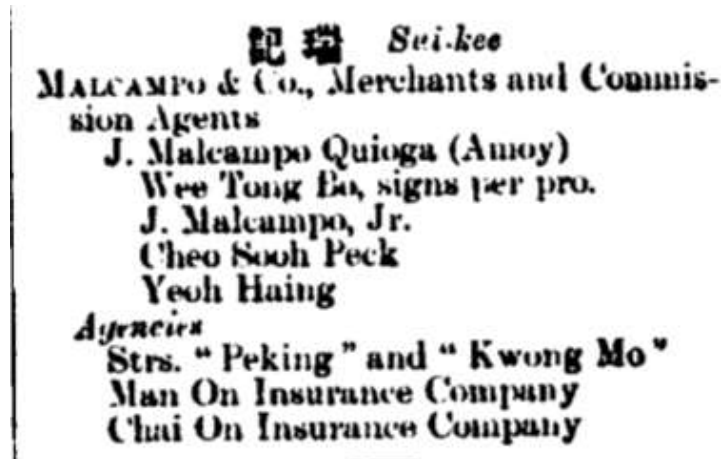 記瑞 Sui-kee
MALCAMPO & Co., Merchants and Commis-
sion Agents
J. Malcampo Quioga (Amoy)
Wee Tong Bo, signs per pro.
J. Malcampo, Jr.
Cheo Sooh Peck
Yeoh Haing
Agencies
Strs. “ Peking ” and “ Kwong Mo ”
Man On Insurance Company
Chai On Insurance Company